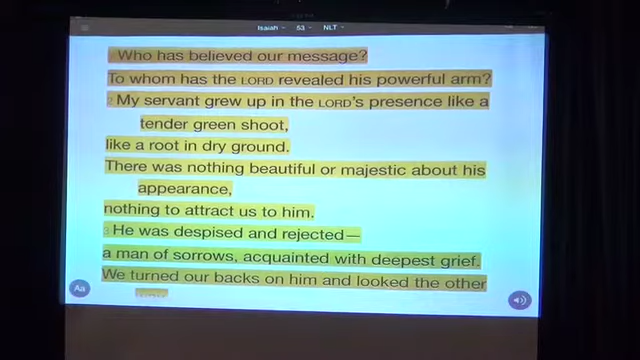 Isaiah 53 NLT
1 Who has believed our message?
To whom has the LORD revealed his powerful arm?
2 My servant grew up in the LORD's presence like a
tender green shoot,
like a root in dry ground.
There was nothing beautiful or majestic about his
appearance,
nothing to attract us to him.
3 He was despised and rejected—
a man of sorrows, acquainted with deepest grief.
We turned our backs on him and looked the other
Aa